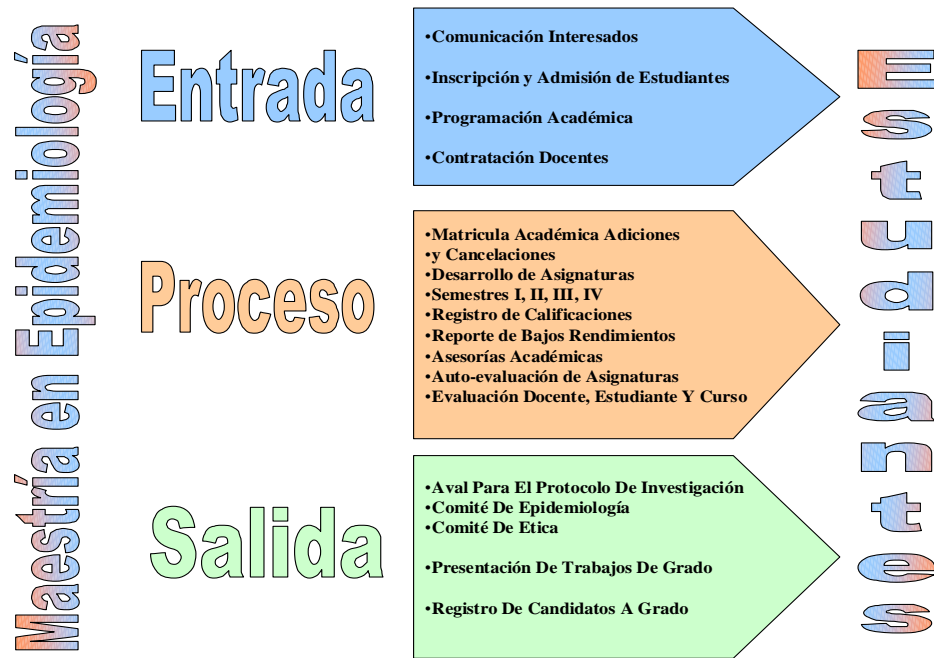 Maestría en Epidemiología
Entrada
•Comunicación Interesados
•Inscripción y Admisión de Estudiantes
•Programación Académica
•Contratación Docentes
Proceso
•Matricula Académica Adiciones
•y Cancelaciones
•Desarrollo de Asignaturas
•Semestres I, II, III, IV
•Registro de Calificaciones
•Reporte de Bajos Rendimientos
•Asesorías Académicas
•Auto-evaluación de Asignaturas
•Evaluación Docente, Estudiante Y Curso
Salida
•Aval Para El Protocolo De Investigación
•Comité De Epidemiología
•Comité De Etica
•Presentación De Trabajos De Grado
•Registro De Candidatos A Grado
Estudiantes